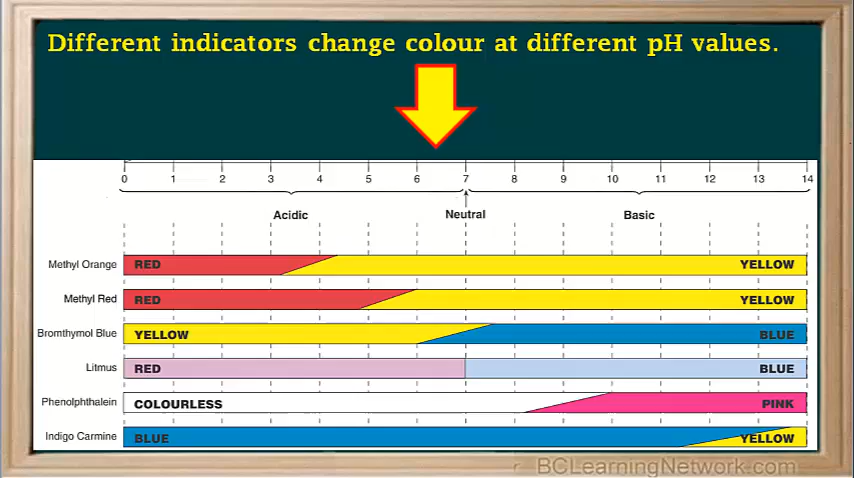 Different indicators change colour at different pH values.
0 1 2 3 4 5 6 7 8 9 10 11 12 13 14
Acidic Neutral Basic
Methyl Orange RED YELLOW
Methyl Red RED YELLOW
Bromthymol Blue YELLOW BLUE
Litmus RED BLUE
Phenolphthalein COLOURLESS PINK
Indigo Carmine BLUE YELLOW
BCLearningNetwork.com